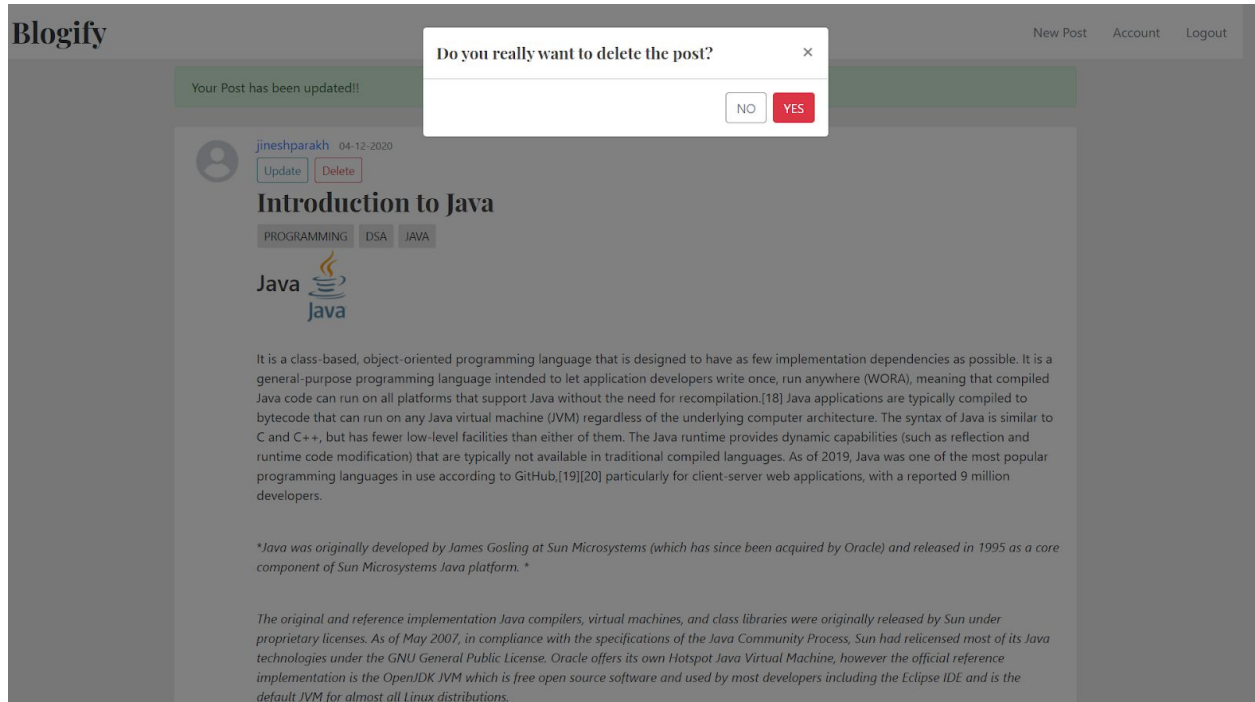 Blogify
New Post Account Logout
Do you really want to delete the post? ×
NO YES
Your Post has been updated!!
jineshparakh 04-12-2020
Update Delete
Introduction to Java
PROGRAMMING DSA JAVA
Java
Java
It is a class-based, object-oriented programming language that is designed to have as few implementation dependencies as possible. It is a
general-purpose programming language intended to let application developers write once, run anywhere (WORA), meaning that compiled
Java code can run on all platforms that support Java without the need for recompilation.[18] Java applications are typically compiled to
bytecode that can run on any Java virtual machine (JVM) regardless of the underlying computer architecture. The syntax of Java is similar to
C and C++, but has fewer low-level facilities than either of them. The Java runtime provides dynamic capabilities (such as reflection and
runtime code modification) that are typically not available in traditional compiled languages. As of 2019, Java was one of the most popular
programming languages in use according to GitHub,[19][20] particularly for client-server web applications, with a reported 9 million
developers.
*Java was originally developed by James Gosling at Sun Microsystems (which has since been acquired by Oracle) and released in 1995 as a core
component of Sun Microsystems Java platform. *
The original and reference implementation Java compilers, virtual machines, and class libraries were originally released by Sun under
proprietary licenses. As of May 2007, in compliance with the specifications of the Java Community Process, Sun had relicensed most of its Java
technologies under the GNU General Public License. Oracle offers its own Hotspot Java Virtual Machine, however the official reference
implementation is the OpenJDK JVM which is free open source software and used by most developers including the Eclipse IDE and is the
default JVM for almost all Linux distributions.